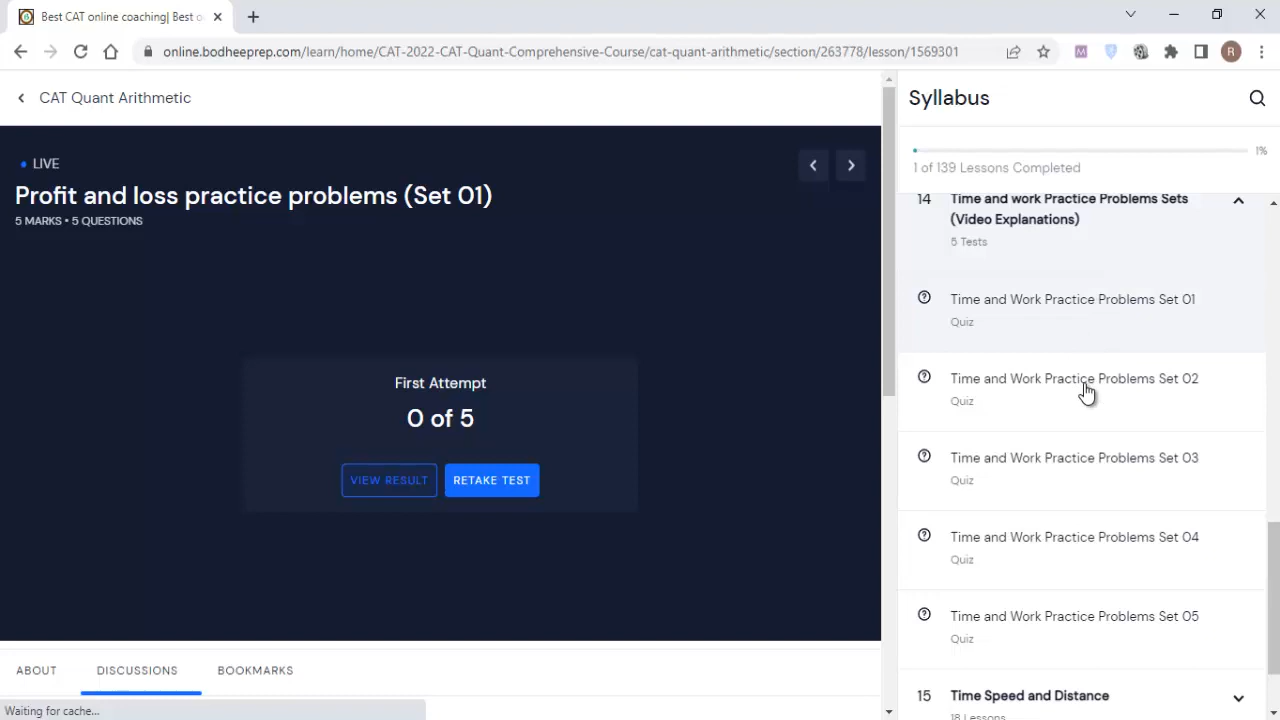 Best CAT online coaching| Best o
online.bodheeprep.com/learn/home/CAT-2022-CAT-Quant-Comprehensive-Course/cat-quant-arithmetic/section/263778/lesson/1569301
M
R
CAT Quant Arithmetic
LIVE
Profit and loss practice problems (Set 01)
5 MARKS • 5 QUESTIONS
First Attempt
0 of 5
VIEW RESULT
RETAKE TEST
ABOUT
DISCUSSIONS
BOOKMARKS
Waiting for cache...
Syllabus
1%
1 of 139 Lessons Completed
14 Time and work Practice Problems Sets
(Video Explanations)
5 Tests
Time and Work Practice Problems Set 01
Quiz
Time and Work Practice Problems Set 02
Quiz
Time and Work Practice Problems Set 03
Quiz
Time and Work Practice Problems Set 04
Quiz
Time and Work Practice Problems Set 05
Quiz
15 Time Speed and Distance
18 Lessons